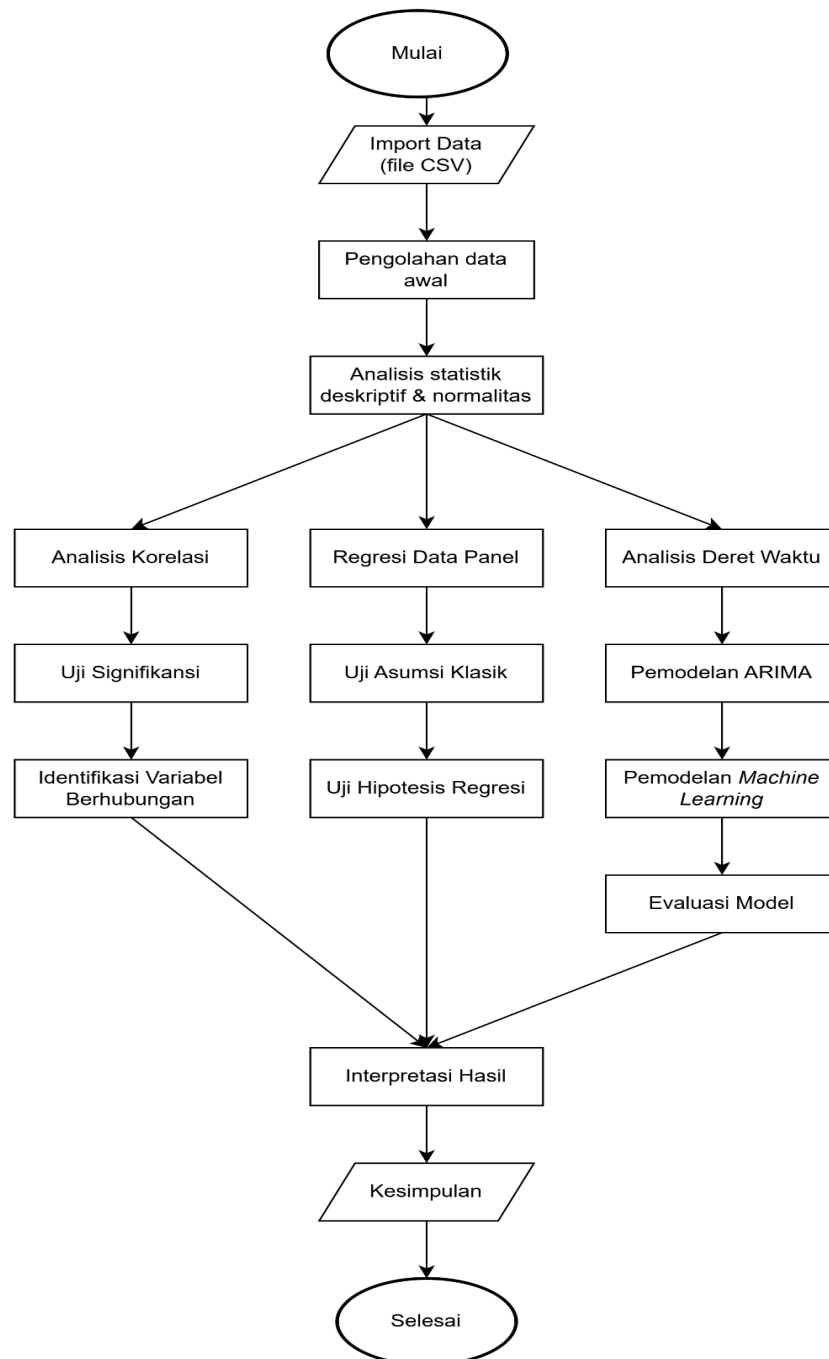 Mulai
Import Data
(file CSV)
Pengolahan data
awal
Analisis statistik
deskriptif & normalitas
Analisis Korelasi
Regresi Data Panel
Analisis Deret Waktu
Uji Signifikansi
Uji Asumsi Klasik
Pemodelan ARIMA
Identifikasi Variabel
Berhubungan
Uji Hipotesis Regresi
Pemodelan Machine
Learning
Evaluasi Model
Interpretasi Hasil
Kesimpulan
Selesai